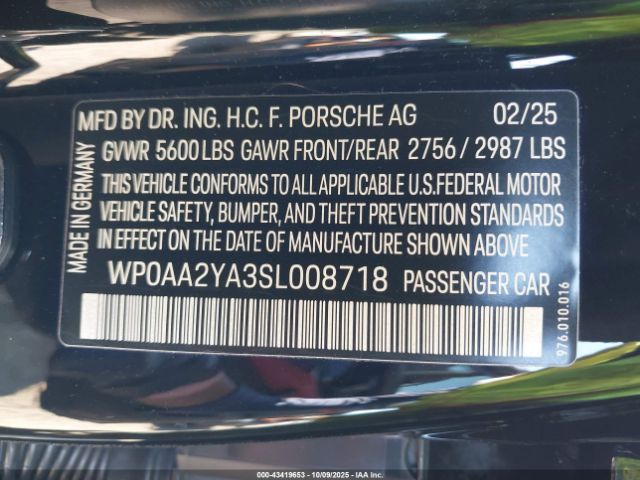 MFD BY DR. ING. H.C. F. PORSCHE AG 02/25
GVWR 5600 LBS GAWR FRONT/REAR 2756 / 2987 LBS
THIS VEHICLE CONFORMS TO ALL APPLICABLE U.S. FEDERAL MOTOR
VEHICLE SAFETY, BUMPER, AND THEFT PREVENTION STANDARDS
IN EFFECT ON THE DATE OF MANUFACTURE SHOWN ABOVE
WP0AA2YA3SL008718 PASSENGER CAR
MADE IN GERMANY
976.010.016
000-43419653 - 10/09/2025 - IAA Inc.